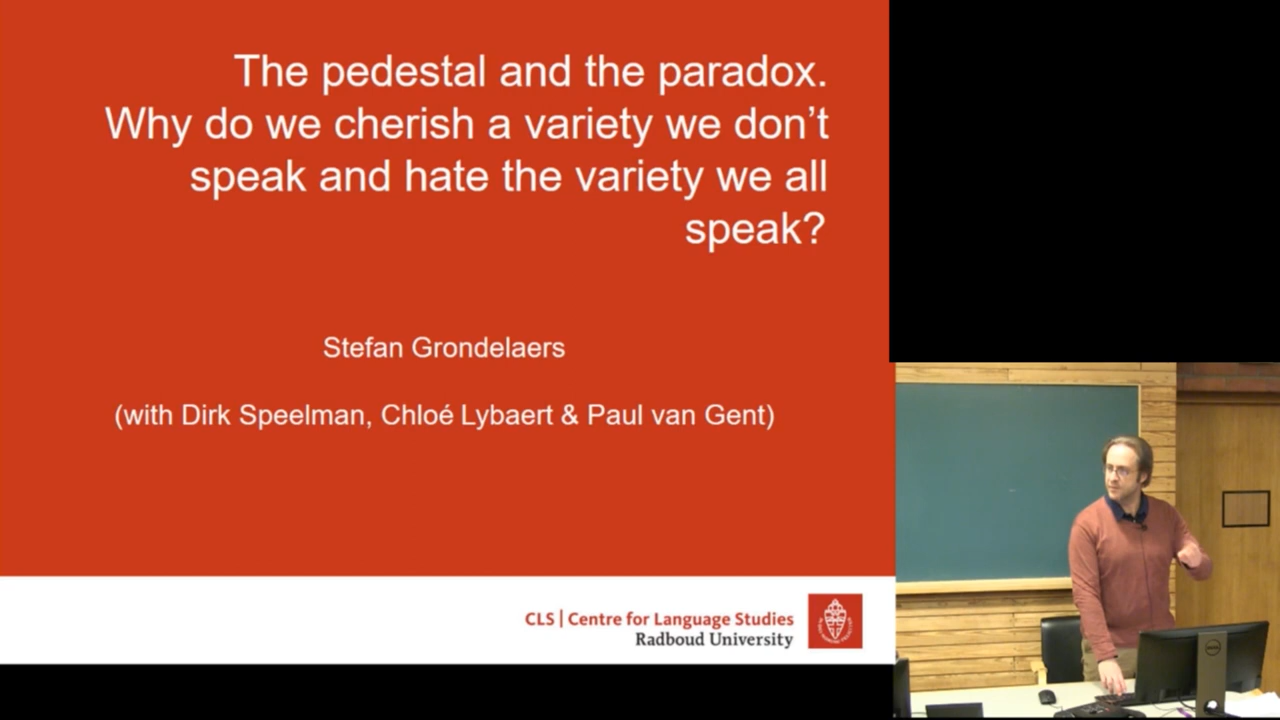 The pedestal and the paradox.
Why do we cherish a variety we don't
speak and hate the variety we all
speak?
Stefan Grondelaers
(with Dirk Speelman, Chloé Lybaert & Paul van Gent)
CLS | Centre for Language Studies
Radboud University
DELL